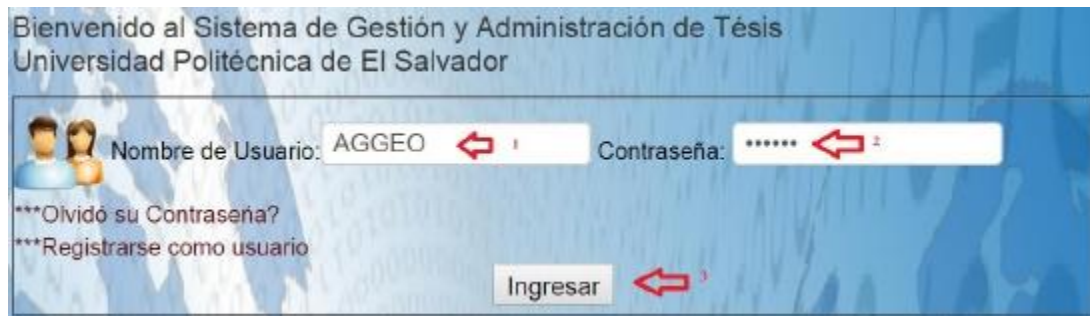 Bienvenido al Sistema de Gestión y Administración de Tésis
Universidad Politécnica de El Salvador
Nombre de Usuario: AGGEO 1 Contraseña: •••••• 2
***Olvidó su Contraseña?
***Registrarse como usuario
Ingresar 3